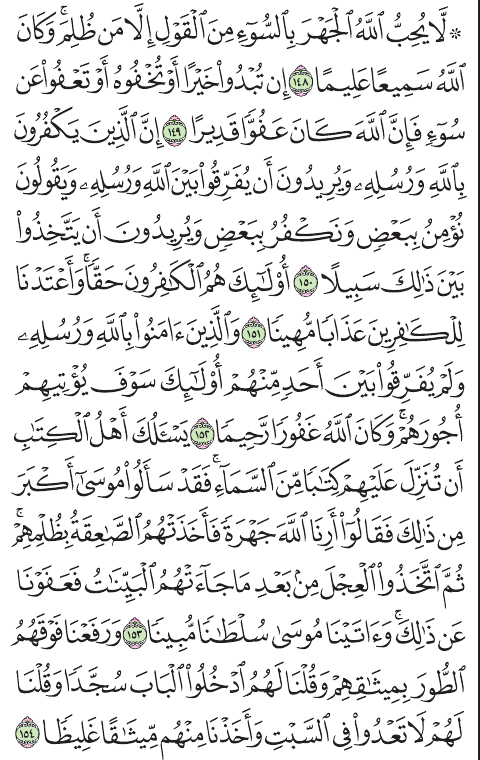 ۞ لَّا يُحِبُّ ٱللَّهُ ٱلْجَهْرَ بِٱلسُّوٓءِ مِنَ ٱلْقَوْلِ إِلَّا مَن ظُلِمَۚ وَكَانَ
ٱللَّهُ سَمِيعًا عَلِيمًا ١٤٨ إِن تُبْدُوا۟ خَيْرًا أَوْ تُخْفُوهُ أَوْ تَعْفُوا۟ عَن
سُوٓءٍ فَإِنَّ ٱللَّهَ كَانَ عَفُوًّا قَدِيرًا ١٤٩ إِنَّ ٱلَّذِينَ يَكْفُرُونَ
بِٱللَّهِ وَرُسُلِهِۦ وَيُرِيدُونَ أَن يُفَرِّقُوا۟ بَيْنَ ٱللَّهِ وَرُسُلِهِۦ وَيَقُولُونَ
نُؤْمِنُ بِبَعْضٍ وَنَكْفُرُ بِبَعْضٍ وَيُرِيدُونَ أَن يَتَّخِذُوا۟
بَيْنَ ذَٰلِكَ سَبِيلًا ١٥٠ أُو۟لَـٰٓئِكَ هُمُ ٱلْكَـٰفِرُونَ حَقًّاۚ وَأَعْتَدْنَا
لِلْكَـٰفِرِينَ عَذَابًا مُّهِينًا ١٥١ وَٱلَّذِينَ ءَامَنُوا۟ بِٱللَّهِ وَرُسُلِهِۦ
وَلَمْ يُفَرِّقُوا۟ بَيْنَ أَحَدٍ مِّنْهُمْ أُو۟لَـٰٓئِكَ سَوْفَ يُؤْتِيهِمْ
أُجُورَهُمْۚ وَكَانَ ٱللَّهُ غَفُورًا رَّحِيمًا ١٥٢ يَسْـَٔلُكَ أَهْلُ ٱلْكِتَـٰبِ
أَن تُنَزِّلَ عَلَيْهِمْ كِتَـٰبًا مِّنَ ٱلسَّمَآءِۚ فَقَدْ سَأَلُوا۟ مُوسَىٰٓ أَكْبَرَ
مِن ذَٰلِكَ فَقَالُوٓا۟ أَرِنَا ٱللَّهَ جَهْرَةً فَأَخَذَتْهُمُ ٱلصَّـٰعِقَةُ بِظُلْمِهِمْۚ
ثُمَّ ٱتَّخَذُوا۟ ٱلْعِجْلَ مِنۢ بَعْدِ مَا جَآءَتْهُمُ ٱلْبَيِّنَـٰتُ فَعَفَوْنَا
عَن ذَٰلِكَۚ وَءَاتَيْنَا مُوسَىٰ سُلْطَـٰنًا مُّبِينًا ١٥٣ وَرَفَعْنَا فَوْقَهُمُ
ٱلطُّورَ بِمِيثَـٰقِهِمْ وَقُلْنَا لَهُمُ ٱدْخُلُوا۟ ٱلْبَابَ سُجَّدًا وَقُلْنَا
لَهُمْ لَا تَعْدُوا۟ فِى ٱلسَّبْتِ وَأَخَذْنَا مِنْهُم مِّيثَـٰقًا غَلِيظًا ١٥٤